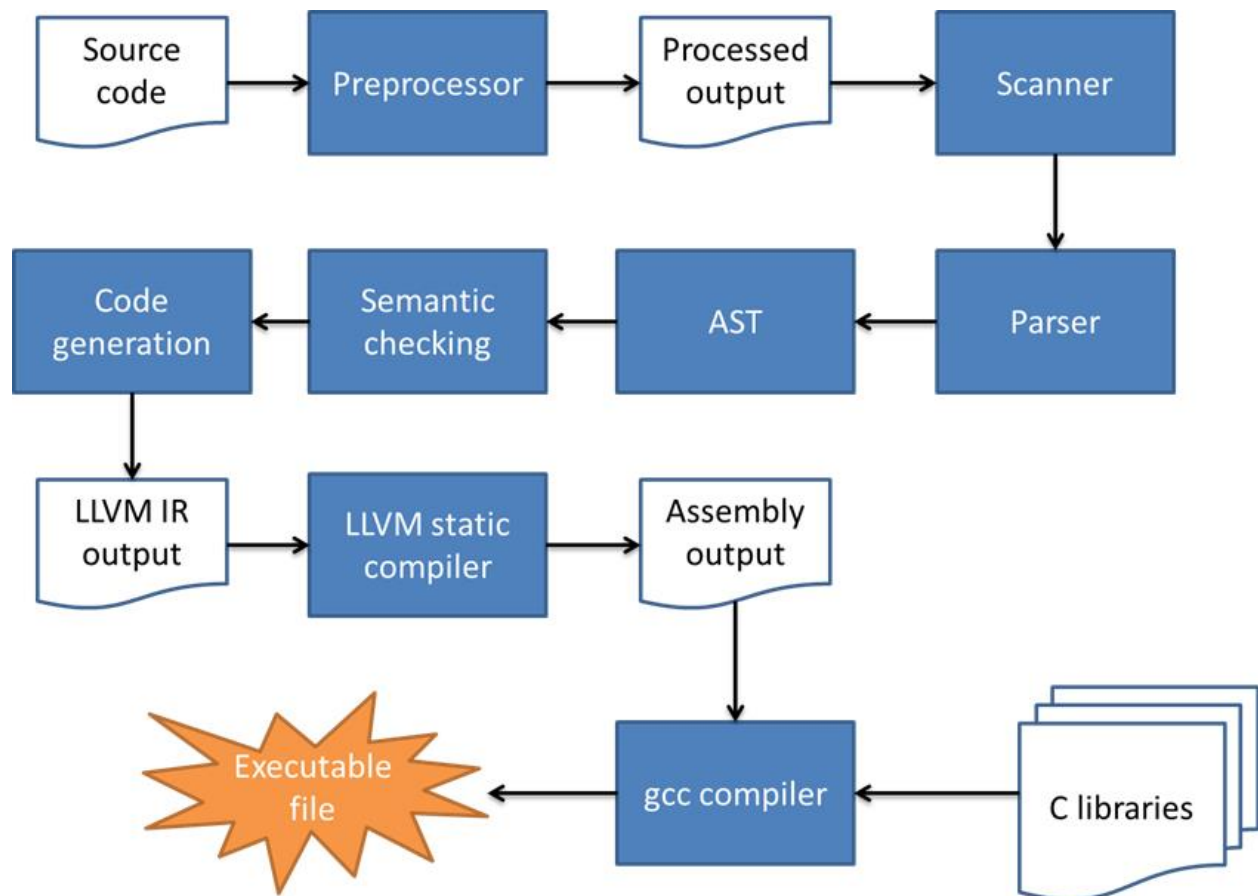 Source
code
Preprocessor
Processed
output
Scanner
Code
generation
Semantic
checking
AST
Parser
LLVM IR
output
LLVM static
compiler
Assembly
output
Executable
file
gcc compiler
C libraries